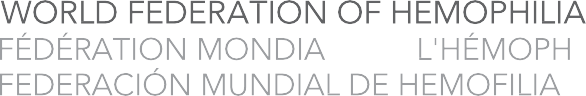 WORLD FEDERATION OF HEMOPHILIA
FÉDÉRATION MONDIA L'HÉMOPH
FEDERACIÓN MUNDIAL DE HEMOFILIA